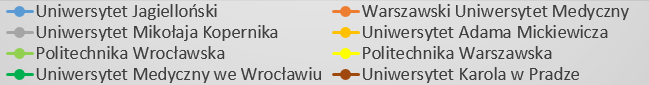 Uniwersytet Jagielloński Warszawski Uniwersytet Medyczny
Uniwersytet Mikołaja Kopernika Uniwersytet Adama Mickiewicza
Politechnika Wrocławska Politechnika Warszawska
Uniwersytet Medyczny we Wrocławiu Uniwersytet Karola w Pradze